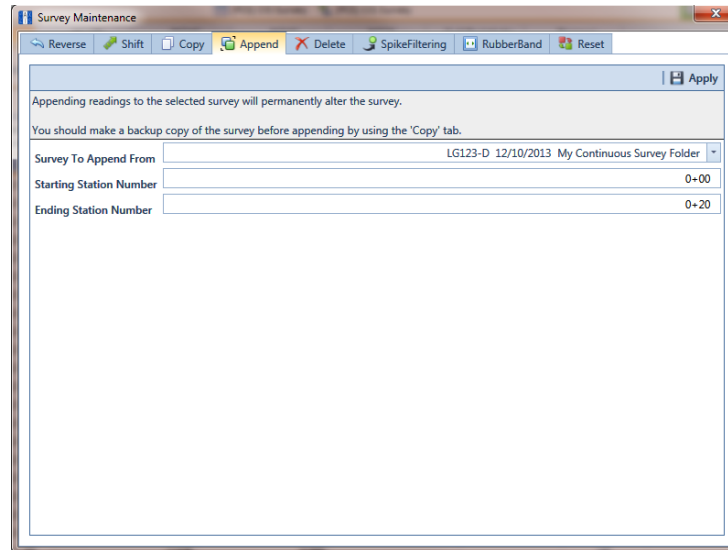 Survey Maintenance
Reverse Shift Copy Append Delete SpikeFiltering RubberBand Reset
Apply
Appending readings to the selected survey will permanently alter the survey.
You should make a backup copy of the survey before appending by using the 'Copy' tab.
Survey To Append From LG123-D 12/10/2013 My Continuous Survey Folder
Starting Station Number 0+00
Ending Station Number 0+20